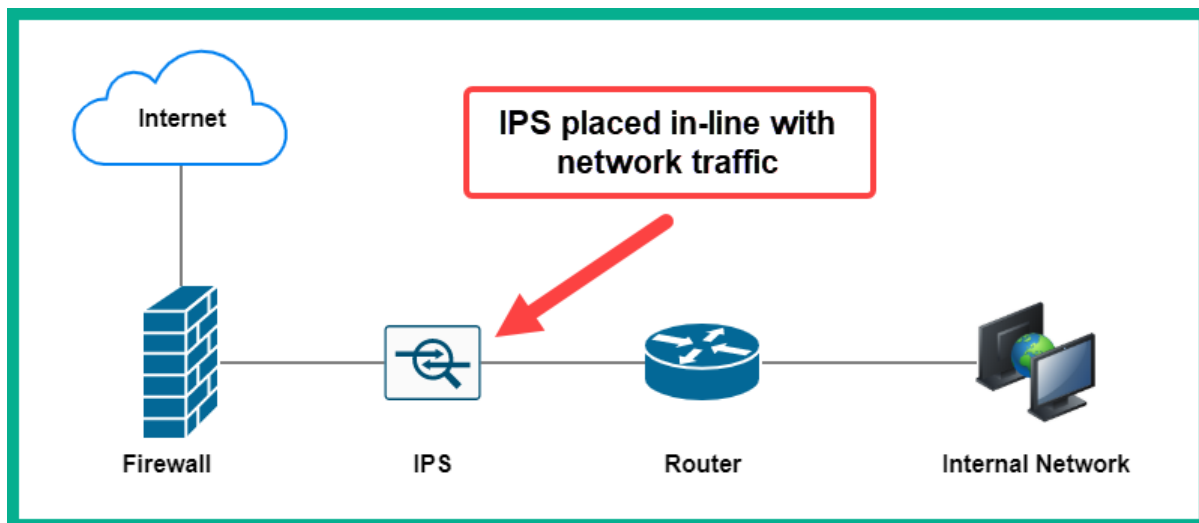 Internet
IPS placed in-line with
network traffic
Firewall
IPS
Router
Internal Network